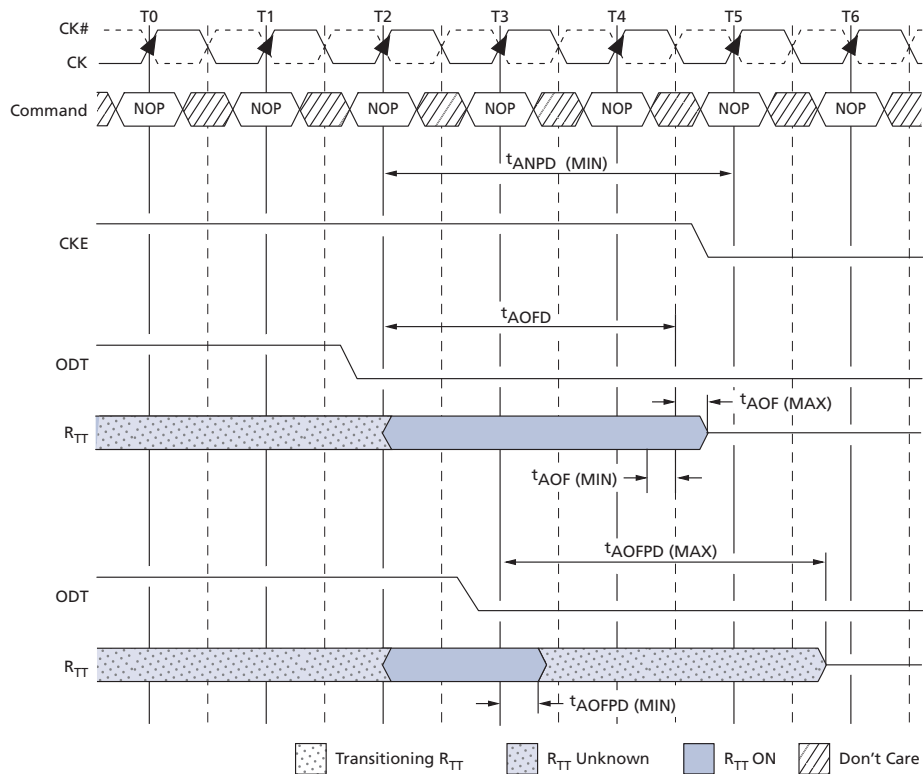 T0 T1 T2 T3 T4 T5 T6
CK#
CK
Command NOP NOP NOP NOP NOP NOP NOP
tANPD (MIN)
CKE
tAOFD
ODT
tAOF (MAX)
RTT
tAOF (MIN)
tAOFPD (MAX)
ODT
RTT
tAOFPD (MIN)
Transitioning RTT RTT Unknown RTT ON Don't Care